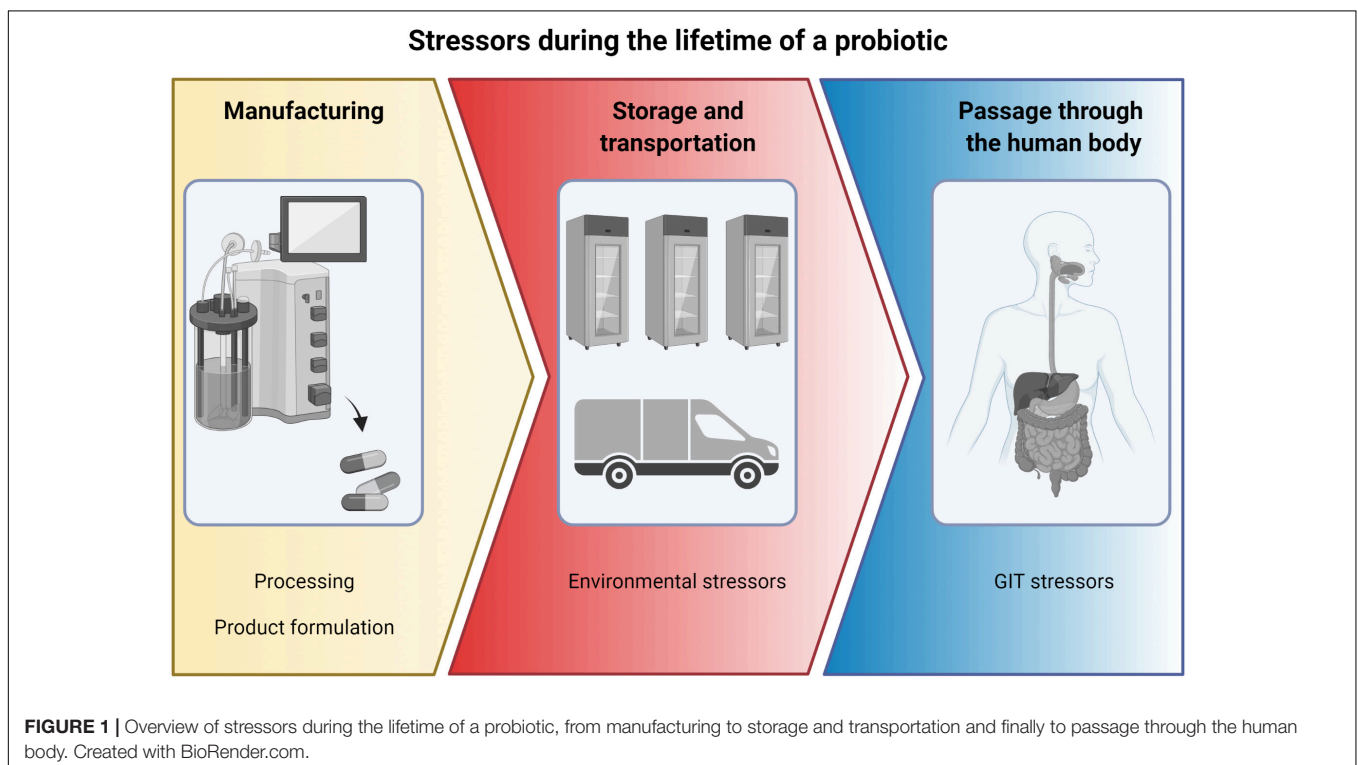 Stressors during the lifetime of a probiotic
Manufacturing
Processing
Product formulation
Storage and
transportation
Environmental stressors
Passage through
the human body
GIT stressors
FIGURE 1 | Overview of stressors during the lifetime of a probiotic, from manufacturing to storage and transportation and finally to passage through the human
body. Created with BioRender.com.